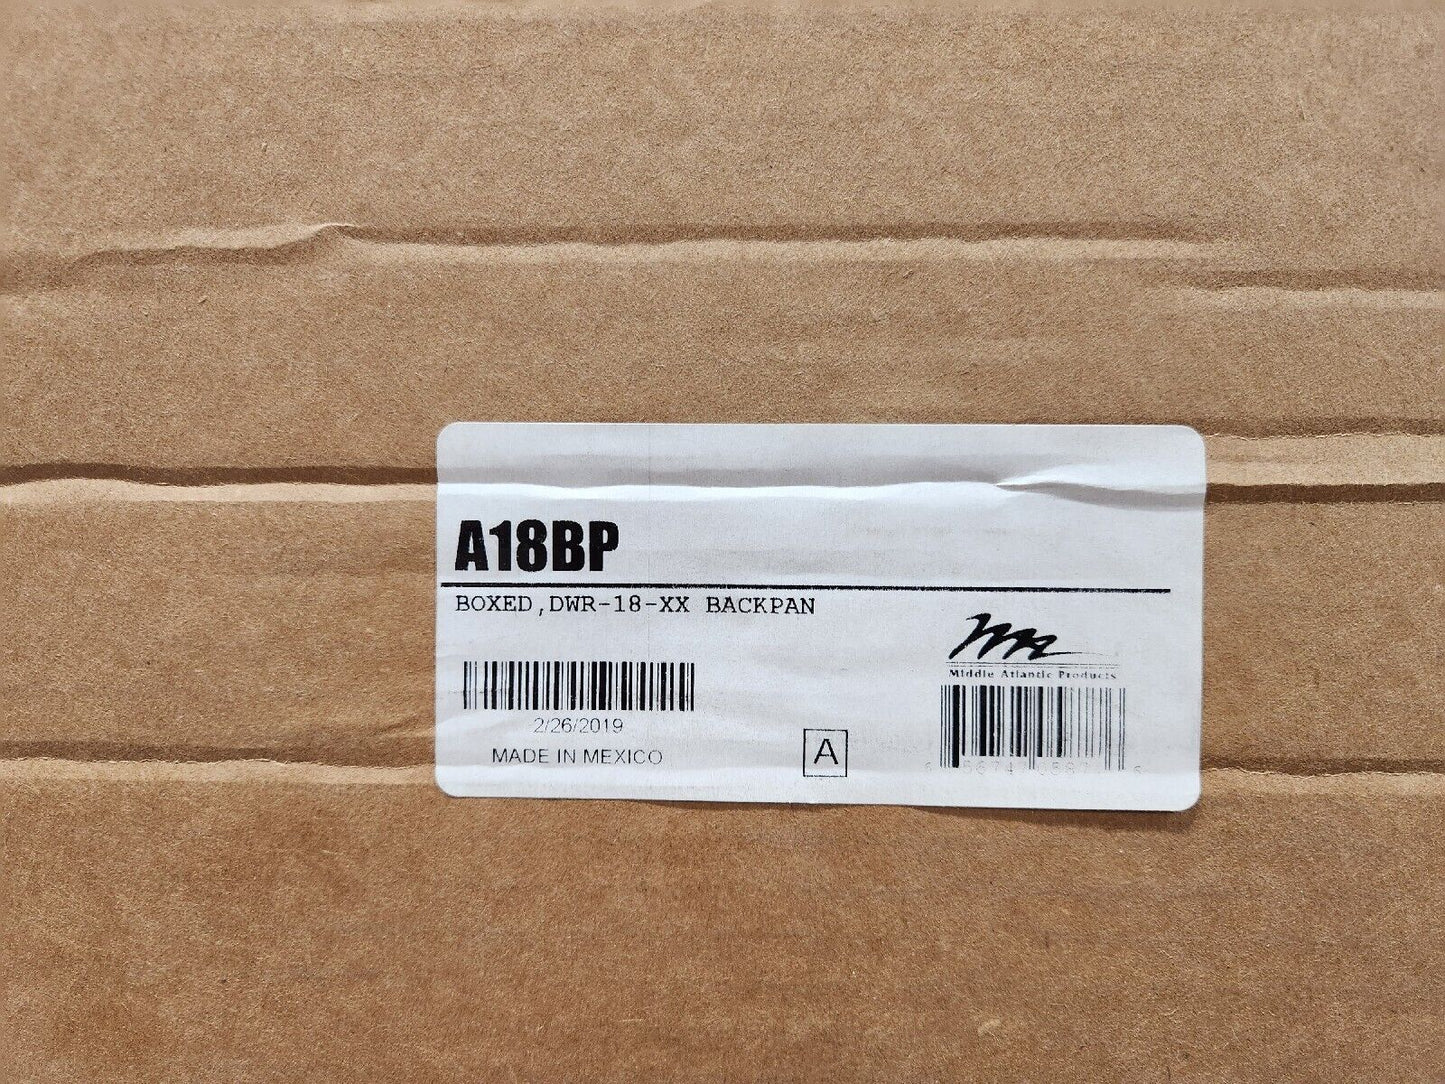 A18BP
BOXED,DWR-18-XX BACKPAN
Middle Atlantic Products
2/26/2019
MADE IN MEXICO
A